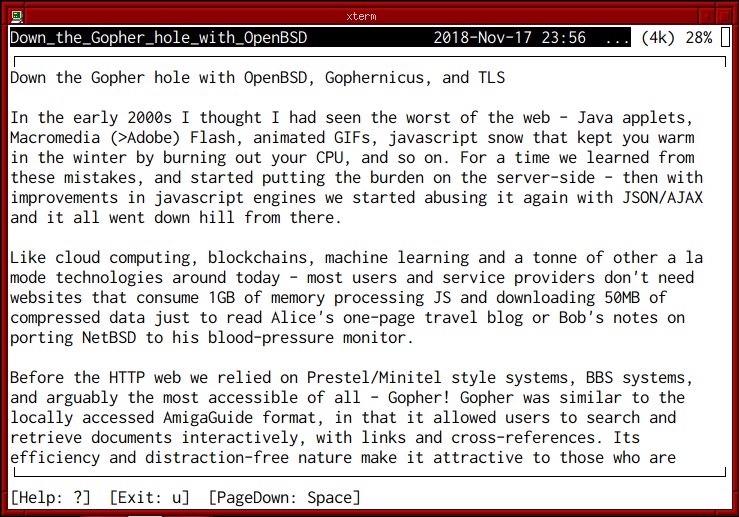 xterm
Down_the_Gopher_hole_with_OpenBSD 2018-Nov-17 23:56 ... (4k) 28%
Down the Gopher hole with OpenBSD, Gophernicus, and TLS
In the early 2000s I thought I had seen the worst of the web - Java applets,
Macromedia (>Adobe) Flash, animated GIFs, javascript snow that kept you warm
in the winter by burning out your CPU, and so on. For a time we learned from
these mistakes, and started putting the burden on the server-side - then with
improvements in javascript engines we started abusing it again with JSON/AJAX
and it all went down hill from there.
Like cloud computing, blockchains, machine learning and a tonne of other a la
mode technologies around today - most users and service providers don't need
websites that consume 1GB of memory processing JS and downloading 50MB of
compressed data just to read Alice's one-page travel blog or Bob's notes on
porting NetBSD to his blood-pressure monitor.
Before the HTTP web we relied on Prestel/Minitel style systems, BBS systems,
and arguably the most accessible of all - Gopher! Gopher was similar to the
locally accessed AmigaGuide format, in that it allowed users to search and
retrieve documents interactively, with links and cross-references. Its
efficiency and distraction-free nature make it attractive to those who are
[Help: ?] [Exit: u] [PageDown: Space]